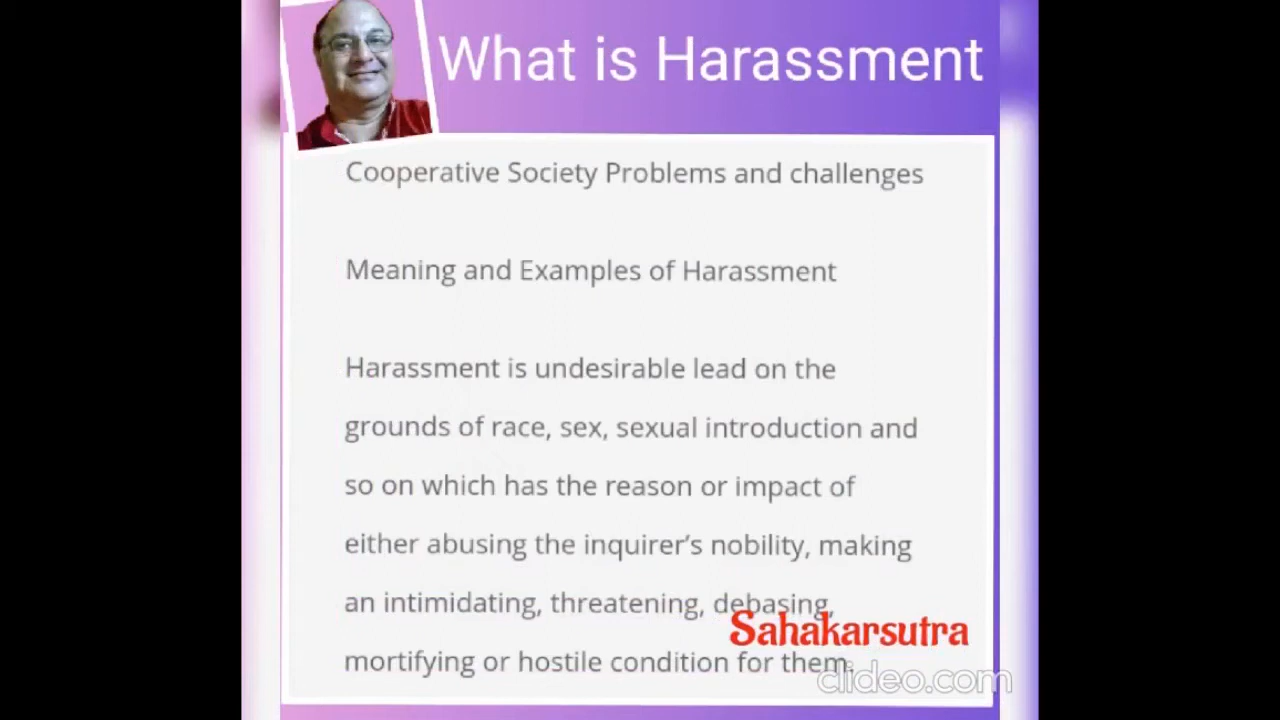 What is Harassment
Cooperative Society Problems and challenges
Meaning and Examples of Harassment
Harassment is undesirable lead on the
grounds of race, sex, sexual introduction and
so on which has the reason or impact of
either abusing the inquirer’s nobility, making
an intimidating, threatening, debasing,
Sahakarsutra
mortifying or hostile condition for them.
clideo.com